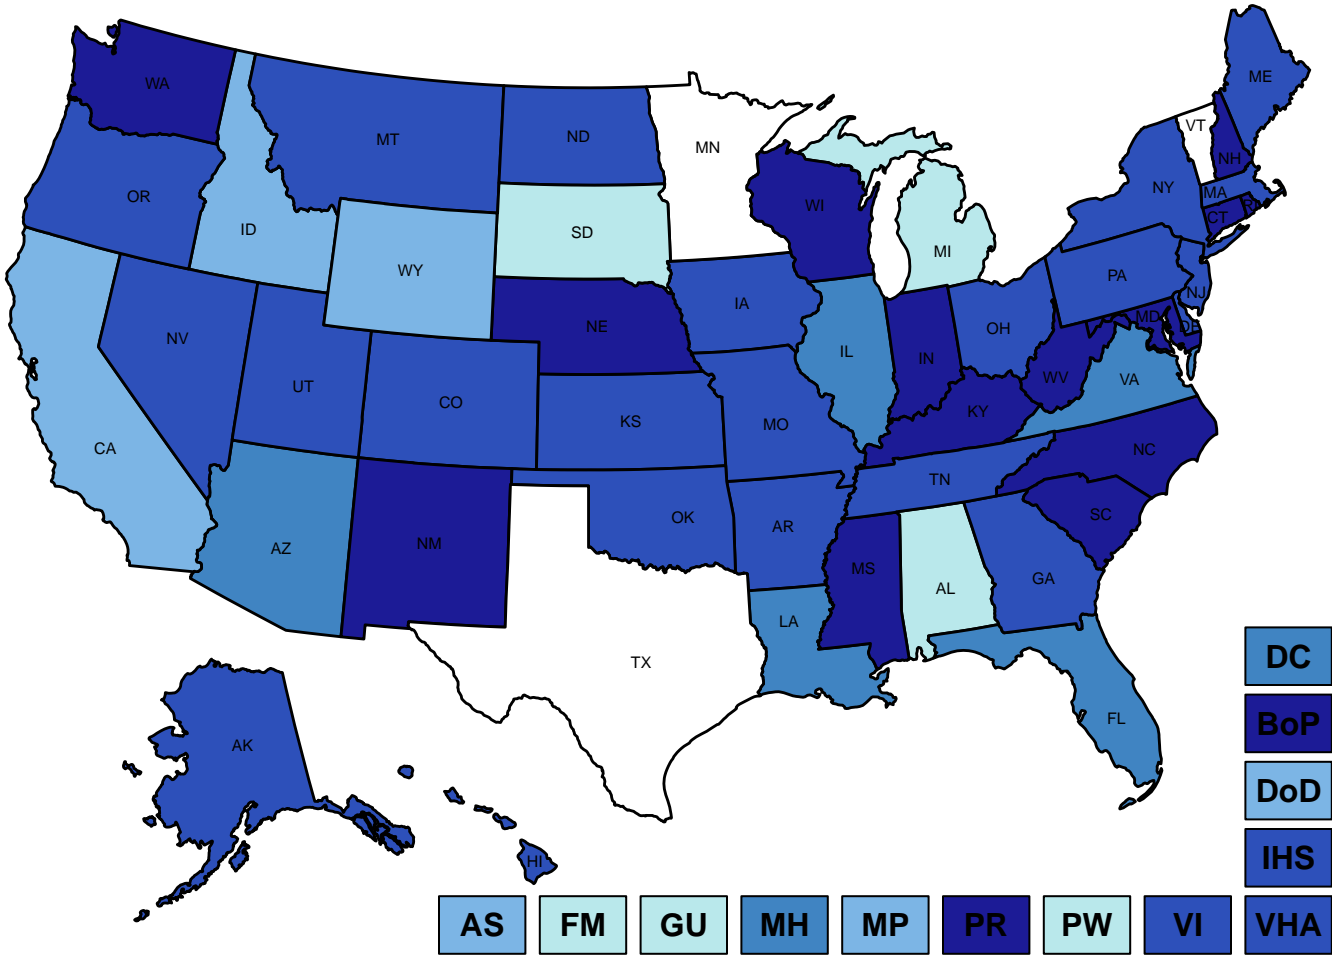 WA
MT
ND
MN
ME
VT
NH
OR
ID
WY
SD
WI
MI
NY
MA
CT
RI
NV
UT
CO
NE
IA
IL
IN
OH
PA
NJ
MD
DE
CA
KS
MO
KY
WV
VA
AZ
NM
OK
AR
TN
NC
SC
MS
AL
GA
LA
TX
FL
AK
HI
DC
BoP
DoD
IHS
AS FM GU MH MP PR PW VI VHA